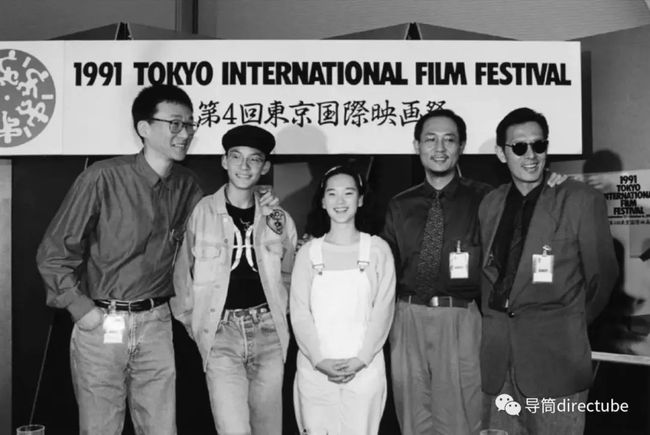 1991 TOKYO INTERNATIONAL FILM FESTIVAL
第4回東京国際映画祭
1991
TOKYO
INTERNATIONAL
FILM FESTIVAL
导筒directube